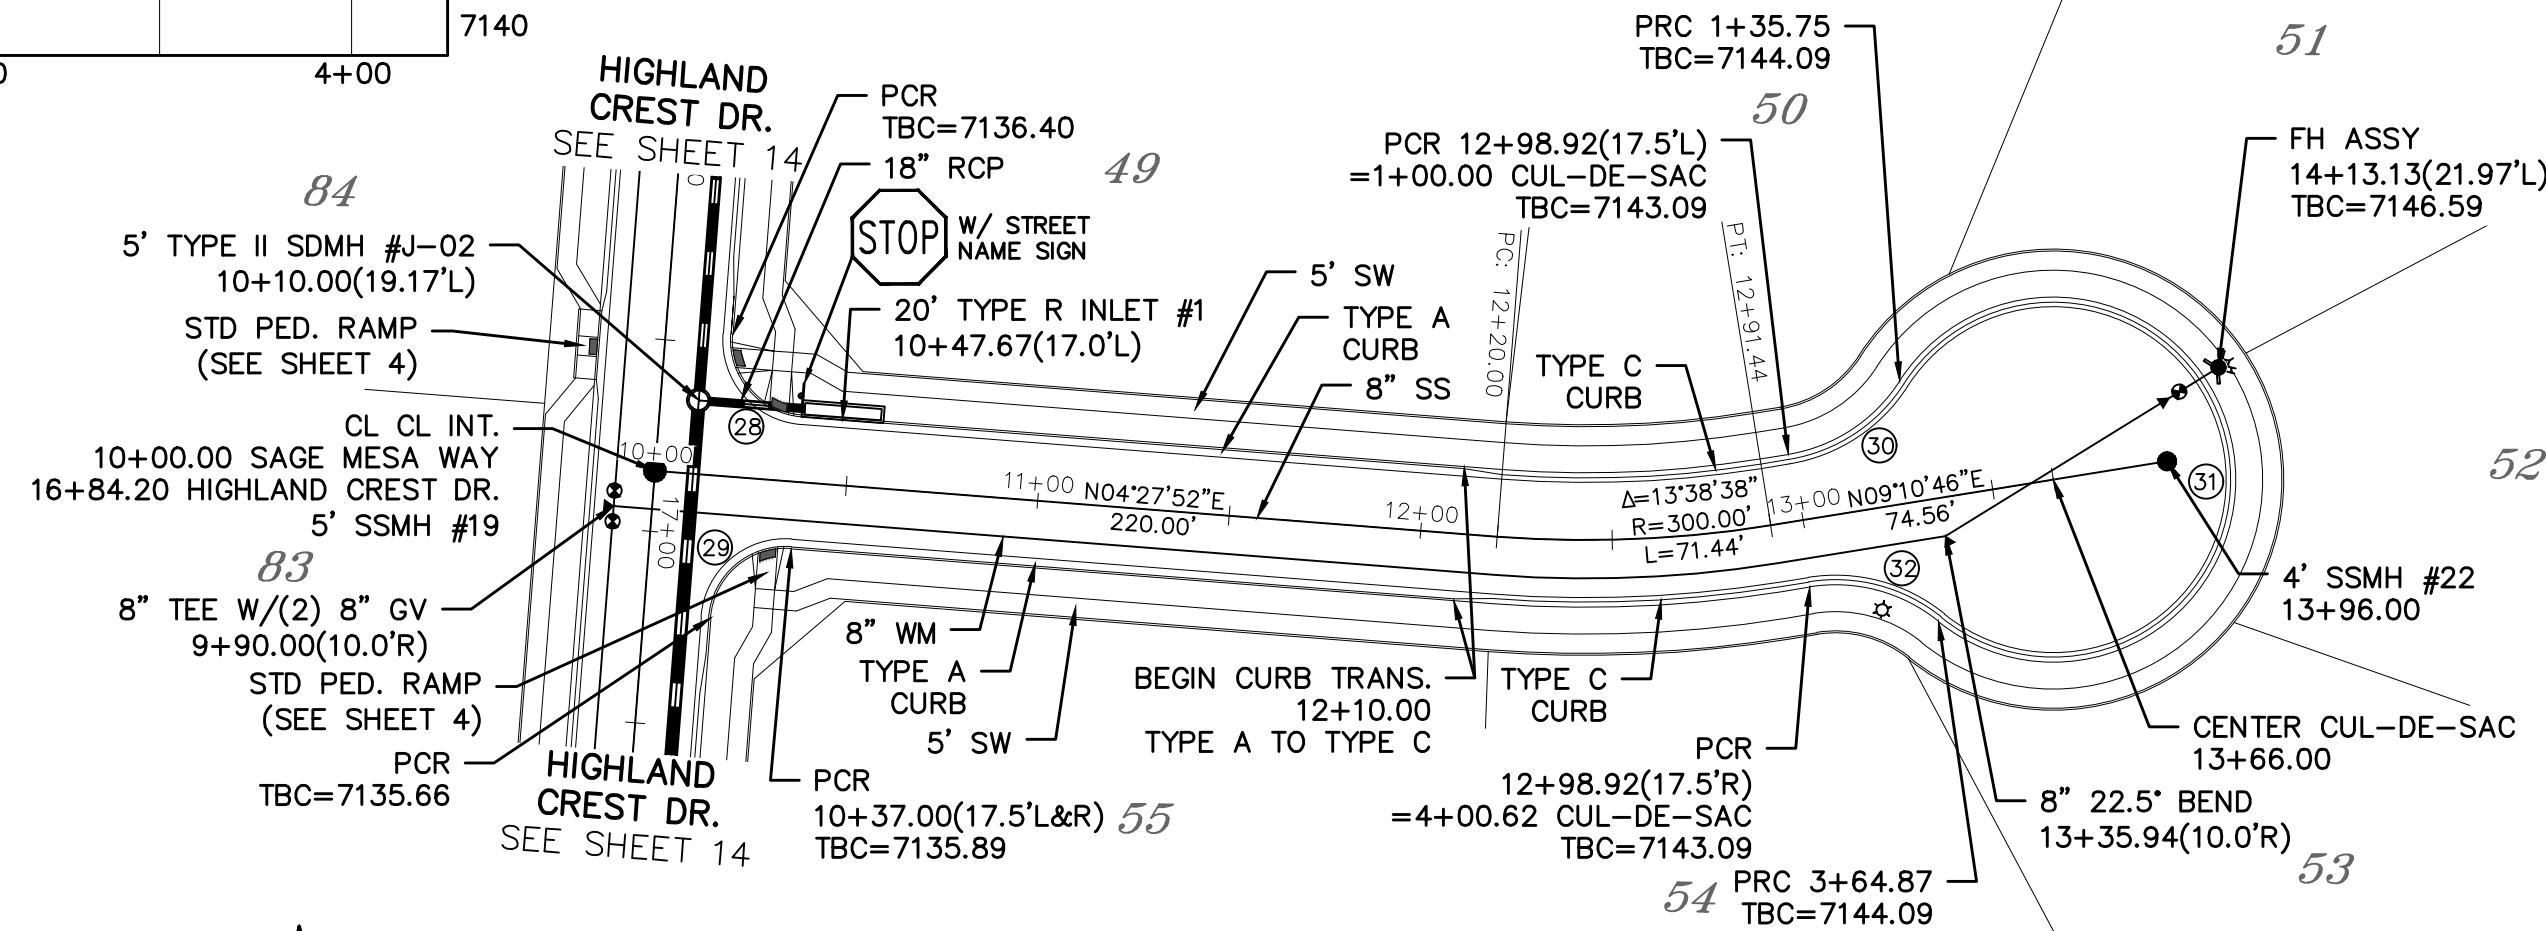 7140
0
4+00
HIGHLAND
CREST DR.
SEE SHEET 14
0
PCR
TBC=7136.40
18" RCP
STOP
W/ STREET
NAME SIGN
20' TYPE R INLET #1
10+47.67(17.0'L)
49
84
5' TYPE II SDMH #J-02
10+10.00(19.17'L)
STD PED. RAMP
(SEE SHEET 4)
CL CL INT.
10+00.00 SAGE MESA WAY
16+84.20 HIGHLAND CREST DR.
5' SSMH #19
83
8" TEE W/(2) 8" GV
9+90.00(10.0'R)
STD PED. RAMP
(SEE SHEET 4)
PCR
TBC=7135.66
10+00
17+00
28
29
HIGHLAND
CREST DR.
SEE SHEET 14
PCR
10+37.00(17.5'L&R)
TBC=7135.89
55
8" WM
TYPE A
CURB
5' SW
5' SW
TYPE A
CURB
8" SS
11+00
N04°27'52"E
220.00'
12+00
PC: 12+20.00
PT: 12+91.44
TYPE C
CURB
Δ=13°38'38"
R=300.00'
L=71.44'
13+00
N09°10'46"E
74.56'
BEGIN CURB TRANS.
12+10.00
TYPE A TO TYPE C
TYPE C
CURB
PRC 1+35.75
TBC=7144.09
50
PCR 12+98.92(17.5'L)
=1+00.00 CUL-DE-SAC
TBC=7143.09
51
FH ASSY
14+13.13(21.97'L)
TBC=7146.59
30
31
32
52
4' SSMH #22
13+96.00
CENTER CUL-DE-SAC
13+66.00
8" 22.5° BEND
13+35.94(10.0'R)
53
PCR
12+98.92(17.5'R)
=4+00.62 CUL-DE-SAC
TBC=7143.09
54
PRC 3+64.87
TBC=7144.09